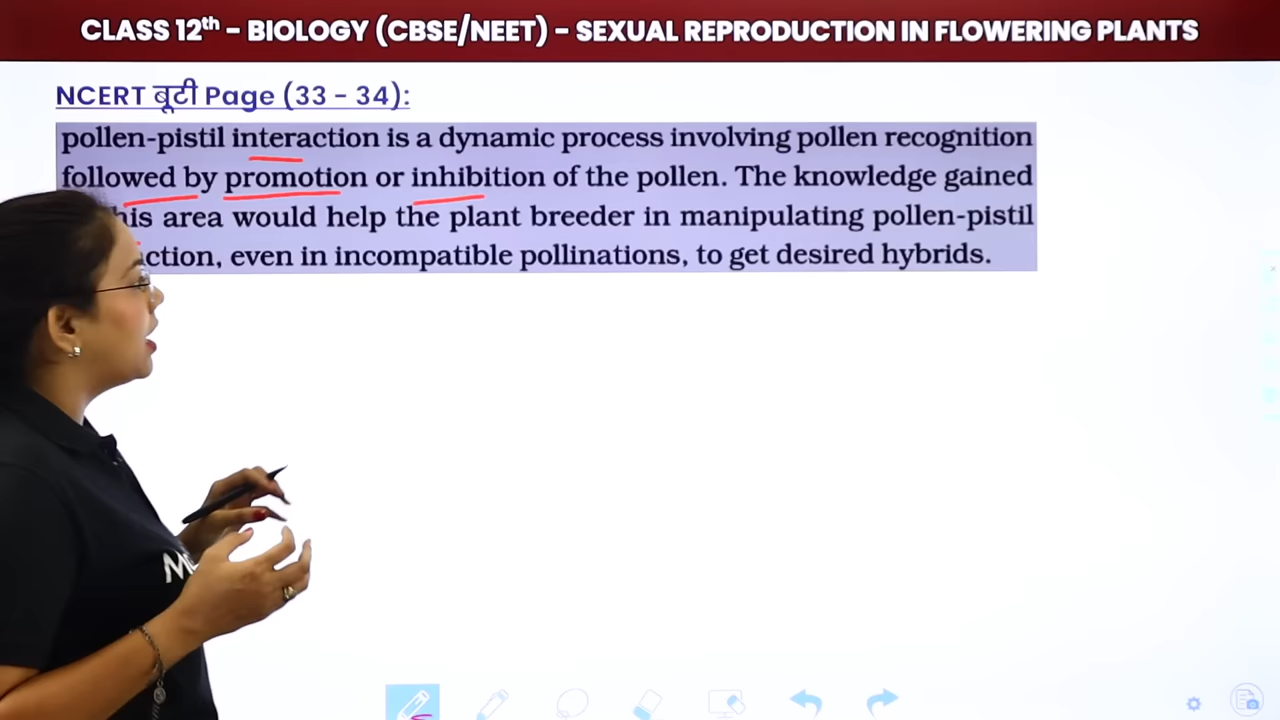 CLASS 12th – BIOLOGY (CBSE/NEET) – SEXUAL REPRODUCTION IN FLOWERING PLANTS
NCERT बूटी Page (33 – 34):
pollen-pistil interaction is a dynamic process involving pollen recognition
followed by promotion or inhibition of the pollen. The knowledge gained
area would help the plant breeder in manipulating pollen-pistil
even in incompatible pollinations, to get desired hybrids.